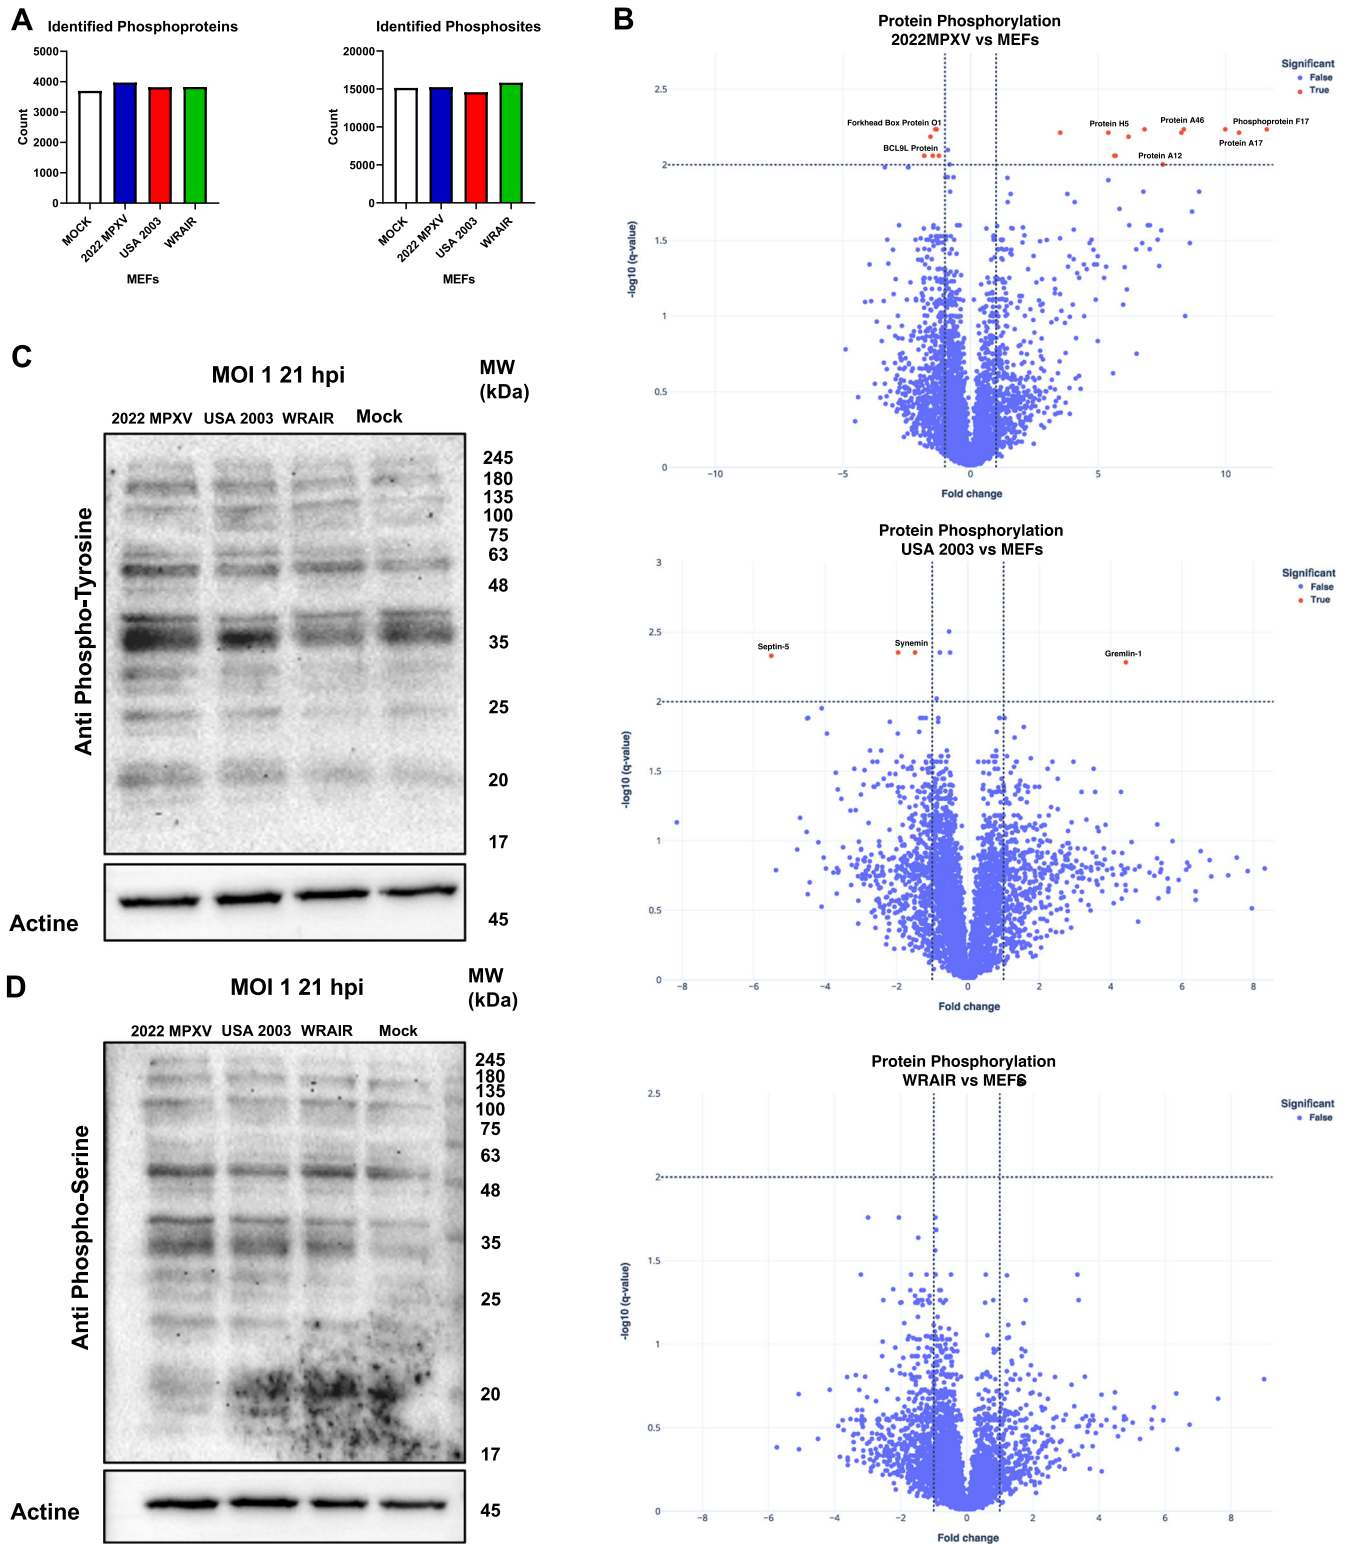 A
Identified Phosphoproteins
5000
4000
3000
2000
1000
0
Count
MOCK
2022 MPXV
USA 2003
WRAIR
MEFs
Identified Phosphosites
20000
15000
10000
5000
0
Count
MOCK
2022 MPXV
USA 2003
WRAIR
MEFs
B
Protein Phosphorylation
2022MPXV vs MEFs
Significant
False
True
2.5
2
1.5
1
0.5
0
-log10 (q-value)
Forkhead Box Protein O1
BCL9L Protein
Protein H5
Protein A46
Phosphoprotein F17
Protein A17
Protein A12
−10
−5
0
5
10
Fold change
Protein Phosphorylation
USA 2003 vs MEFs
Significant
False
True
3
2.5
2
1.5
1
0.5
0
-log10 (q-value)
Septin-5
Synemin
Gremlin-1
−8
−6
−4
−2
0
2
4
6
8
Fold change
Protein Phosphorylation
WRAIR vs MEFS
Significant
False
2.5
2
1.5
1
0.5
0
-log10 (q-value)
−8
−6
−4
−2
0
2
4
6
8
Fold change
C
MOI 1 21 hpi
MW
(kDa)
2022 MPXV USA 2003 WRAIR Mock
Anti Phospho-Tyrosine
245
180
135
100
75
63
48
35
25
20
17
Actine
45
D
MOI 1 21 hpi
MW
(kDa)
2022 MPXV USA 2003 WRAIR Mock
Anti Phospho-Serine
245
180
135
100
75
63
48
35
25
20
17
Actine
45